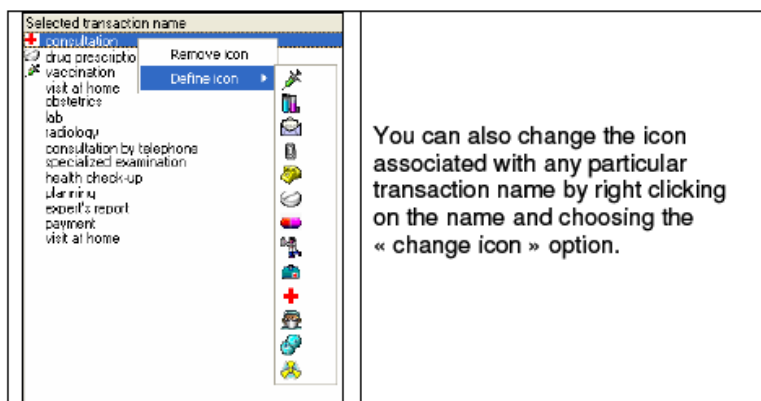 Selected transaction name
consultation
drug prescriptio
vaccination
visit at home
obstetrics
lab
radiology
consultation by telephone
specialized examination
health check-up
planning
expert's report
payment
visit at home
Remove icon
Define icon
You can also change the icon
associated with any particular
transaction name by right clicking
on the name and choosing the
« change icon » option.